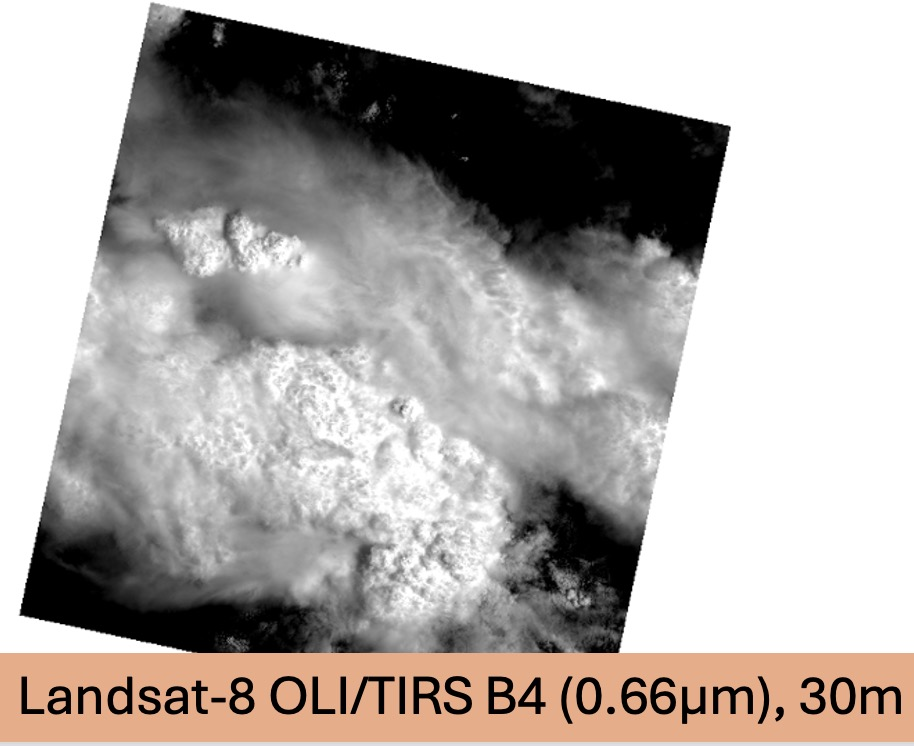 Landsat-8 OLI/TIRS B4 (0.66μm), 30m